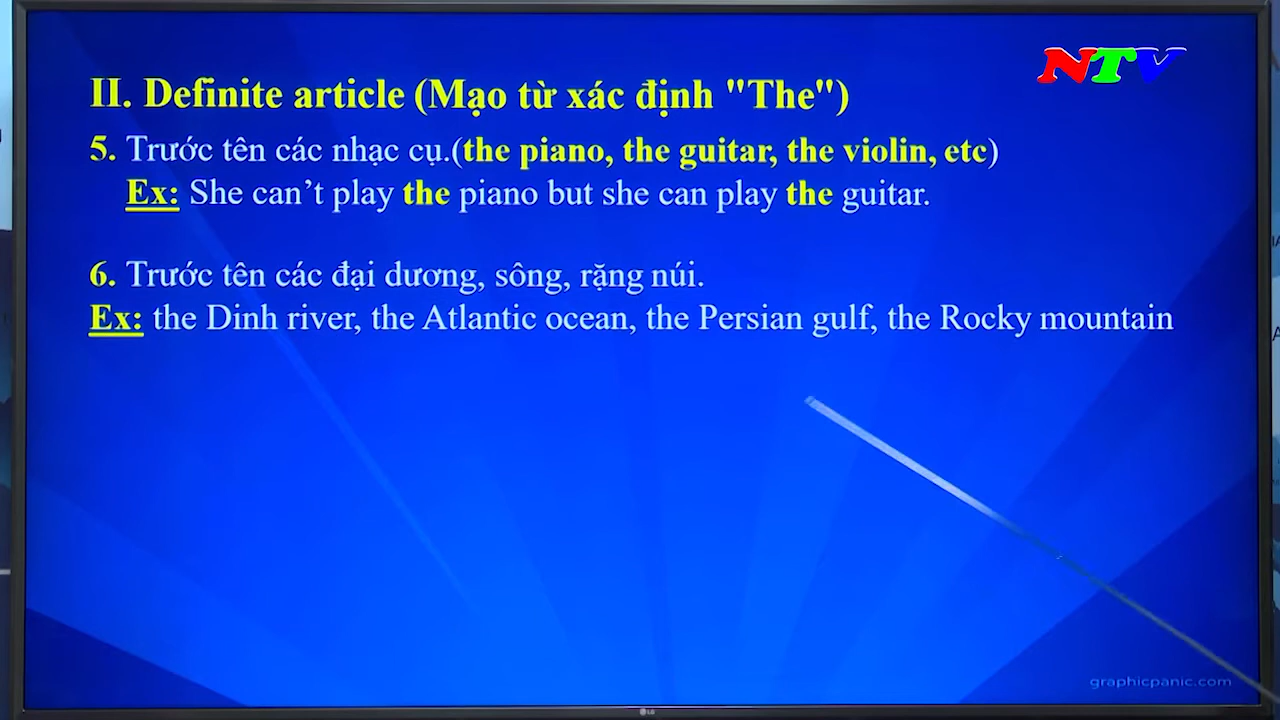 NTV
II. Definite article (Mạo từ xác định "The")
5. Trước tên các nhạc cụ.(the piano, the guitar, the violin, etc)
Ex: She can’t play the piano but she can play the guitar.
6. Trước tên các đại dương, sông, rặng núi.
Ex: the Dinh river, the Atlantic ocean, the Persian gulf, the Rocky mountain
graphicpanic.com
LG